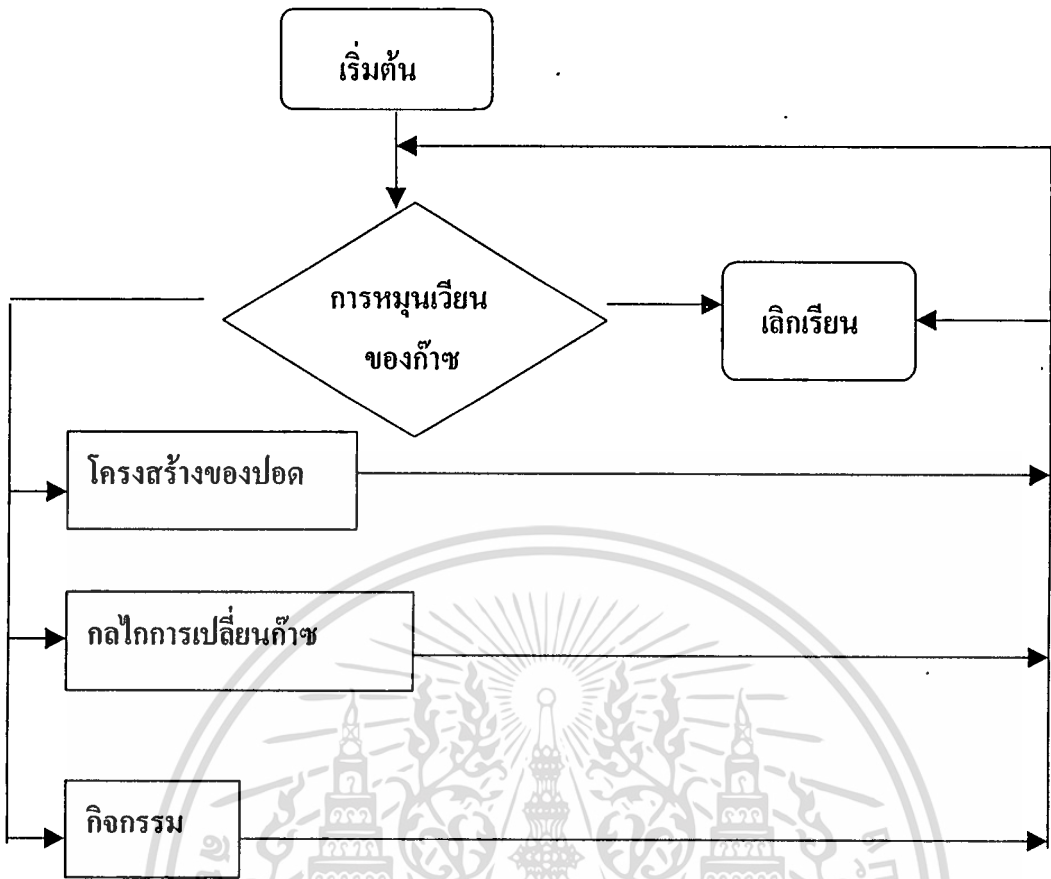 เริ่มต้น
การหมุนเวียน
ของก๊าซ
เลิกเรียน
โครงสร้างของปอด
กลไกการเปลี่ยนก๊าซ
กิจกรรม